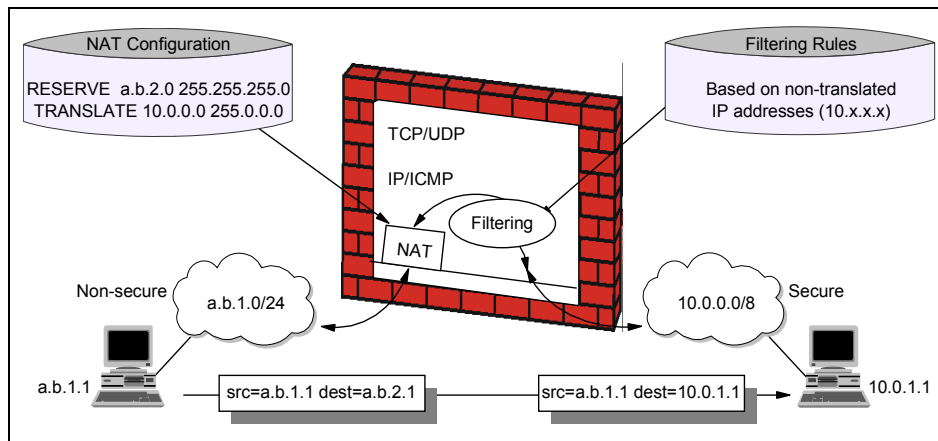 NAT Configuration
RESERVE a.b.2.0 255.255.255.0
TRANSLATE 10.0.0.0 255.0.0.0
Filtering Rules
Based on non-translated
IP addresses (10.x.x.x)
TCP/UDP
IP/ICMP
Filtering
NAT
Non-secure
a.b.1.0/24
10.0.0.0/8
Secure
a.b.1.1
src=a.b.1.1 dest=a.b.2.1
src=a.b.1.1 dest=10.0.1.1
10.0.1.1